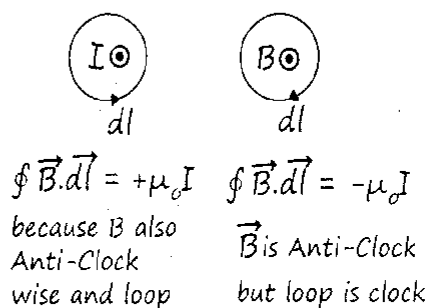 I⊙ B⊙
dl dl
∮ B⃗.dl⃗ = +μ₀I ∮ B⃗.dl⃗ = -μ₀I
because B also
Anti-Clock
wise and loop
B⃗ is Anti-Clock
but loop is clock